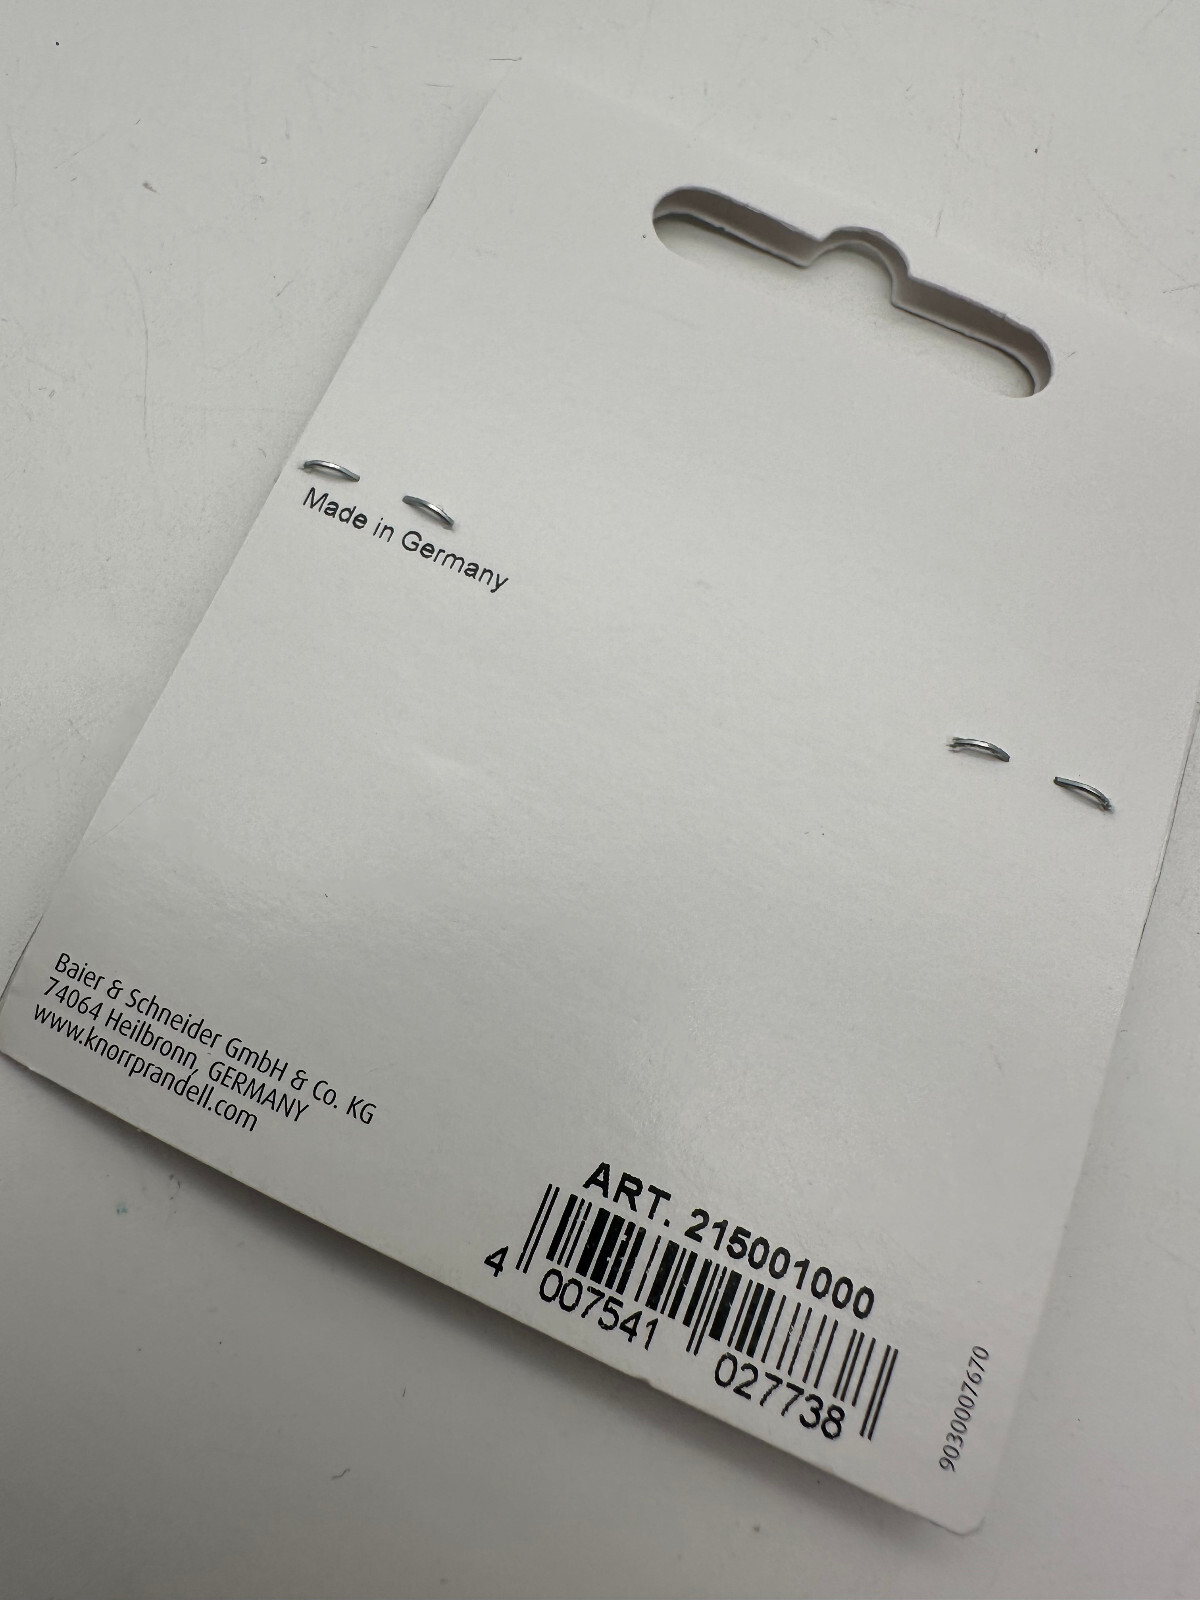 Made in Germany
Baier & Schneider GmbH & Co. KG
74064 Heilbronn, GERMANY
www.knorrprandell.com
ART. 215001000
4 007541 027738
9030007670